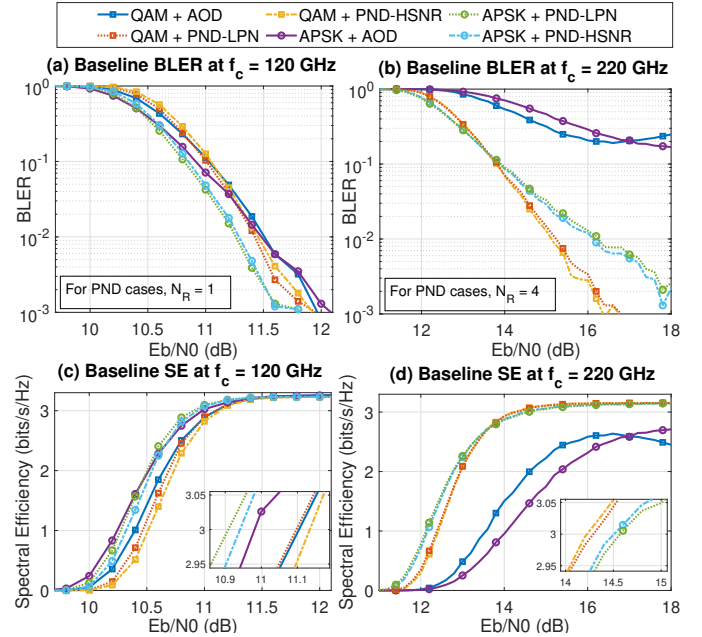 QAM + AOD QAM + PND-HSNR APSK + PND-LPN
QAM + PND-LPN APSK + AOD APSK + PND-HSNR
(a) Baseline BLER at f_c = 120 GHz
BLER
10^0
10^-1
10^-2
10^-3
For PND cases, N_R = 1
10 10.5 11 11.5 12
Eb/N0 (dB)
(b) Baseline BLER at f_c = 220 GHz
BLER
10^0
10^-1
10^-2
10^-3
For PND cases, N_R = 4
12 14 16 18
Eb/N0 (dB)
(c) Baseline SE at f_c = 120 GHz
Spectral Efficiency (bits/s/Hz)
3
2
1
0
3.05
3
2.95
10.9 11 11.1
10 10.5 11 11.5 12
Eb/N0 (dB)
(d) Baseline SE at f_c = 220 GHz
Spectral Efficiency (bits/s/Hz)
3
2
1
0
3.05
3
2.95
14 14.5 15
12 14 16 18
Eb/N0 (dB)